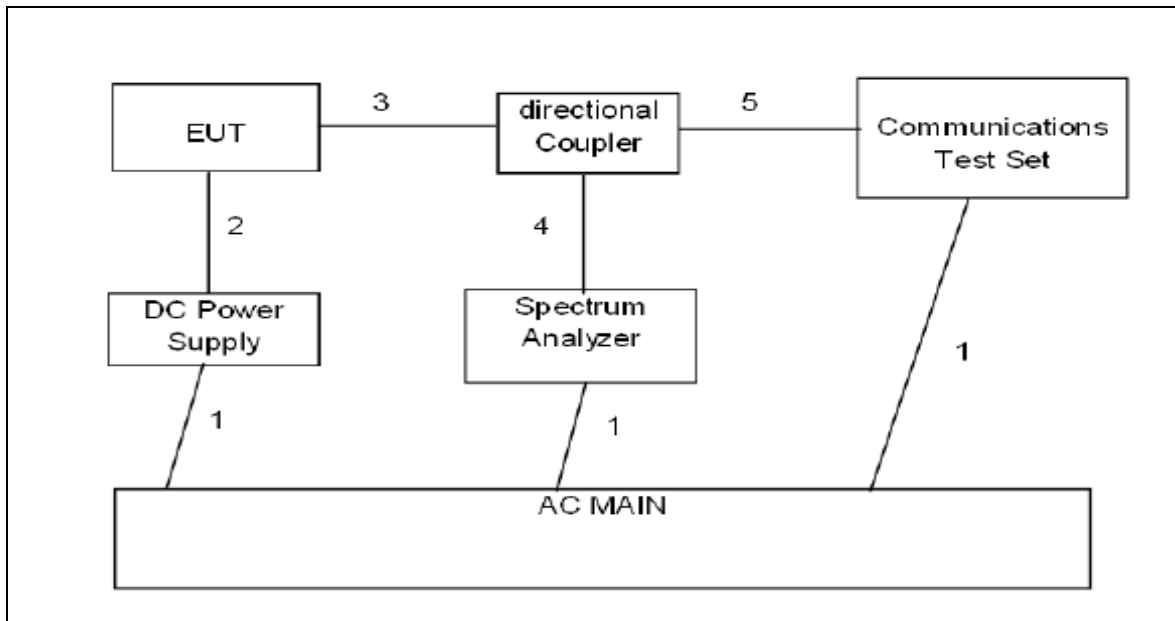 EUT
3
directional
Coupler
5
Communications
Test Set
2
4
DC Power
Supply
Spectrum
Analyzer
1
1
1
AC MAIN